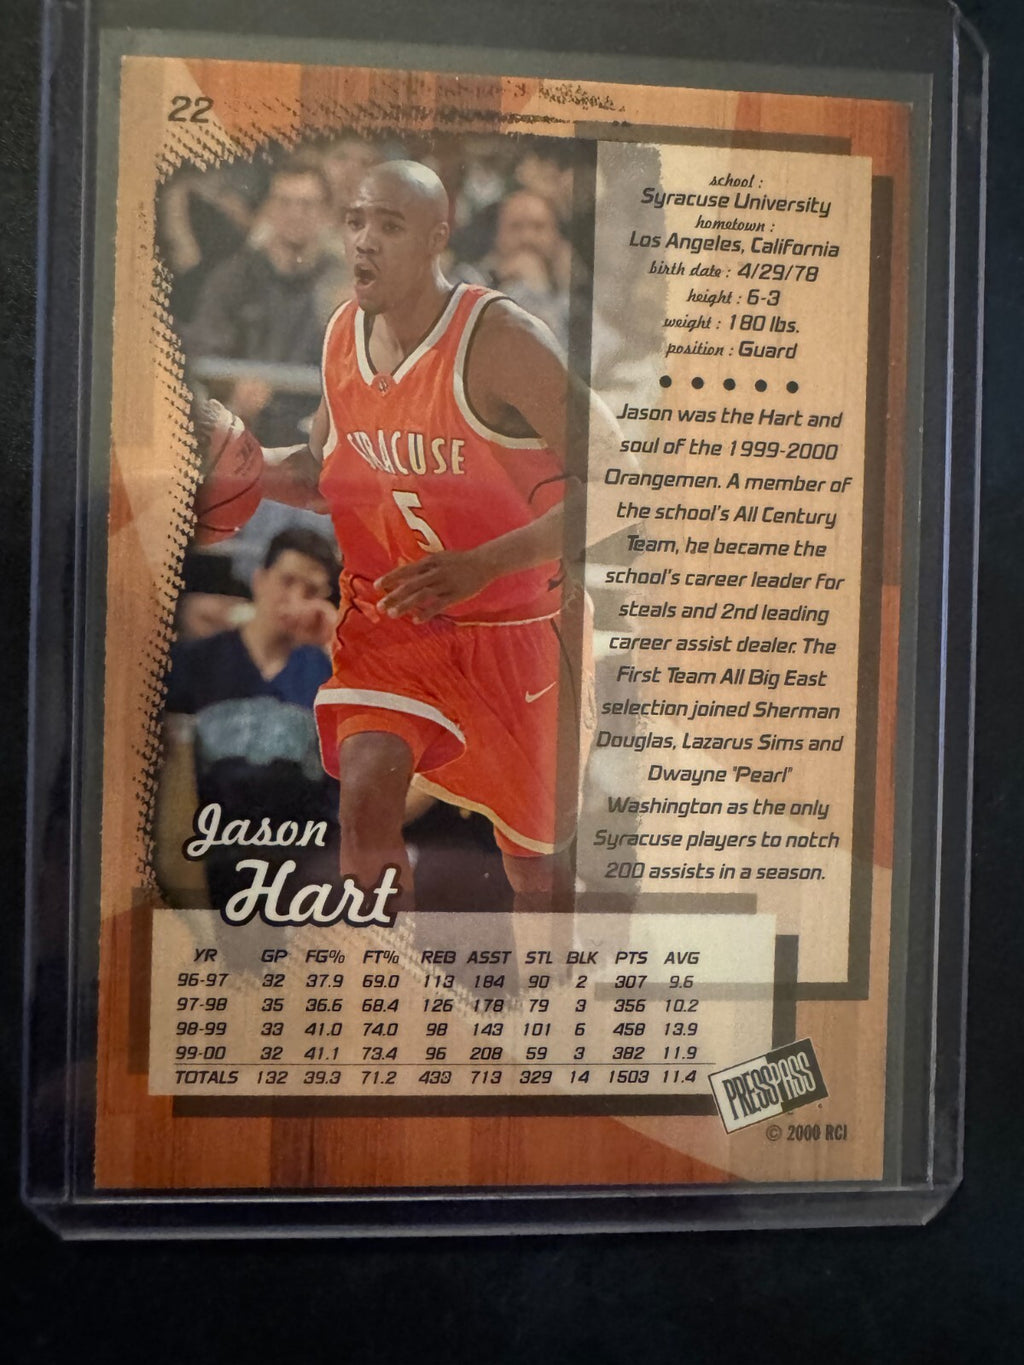 22
school :
Syracuse University
hometown :
Los Angeles, California
birth date : 4/29/78
height : 6-3
weight : 180 lbs.
position : Guard
• • • • •
Jason was the Hart and
soul of the 1999-2000
Orangemen. A member of
the school's All Century
Team, he became the
school's career leader for
steals and 2nd leading
career assist dealer. The
First Team All Big East
selection joined Sherman
Douglas, Lazarus Sims and
Dwayne "Pearl"
Washington as the only
Syracuse players to notch
200 assists in a season.
SYRACUSE
5
Jason
Hart
YR GP FG% FT% REB ASST STL BLK PTS AVG
96-97 32 37.9 69.0 113 184 90 2 307 9.6
97-98 35 36.6 68.4 126 178 79 3 356 10.2
98-99 33 41.0 74.0 98 143 101 6 458 13.9
99-00 32 41.1 73.4 96 208 59 3 382 11.9
TOTALS 132 39.3 71.2 433 713 329 14 1503 11.4
PRESS PASS
© 2000 RCI